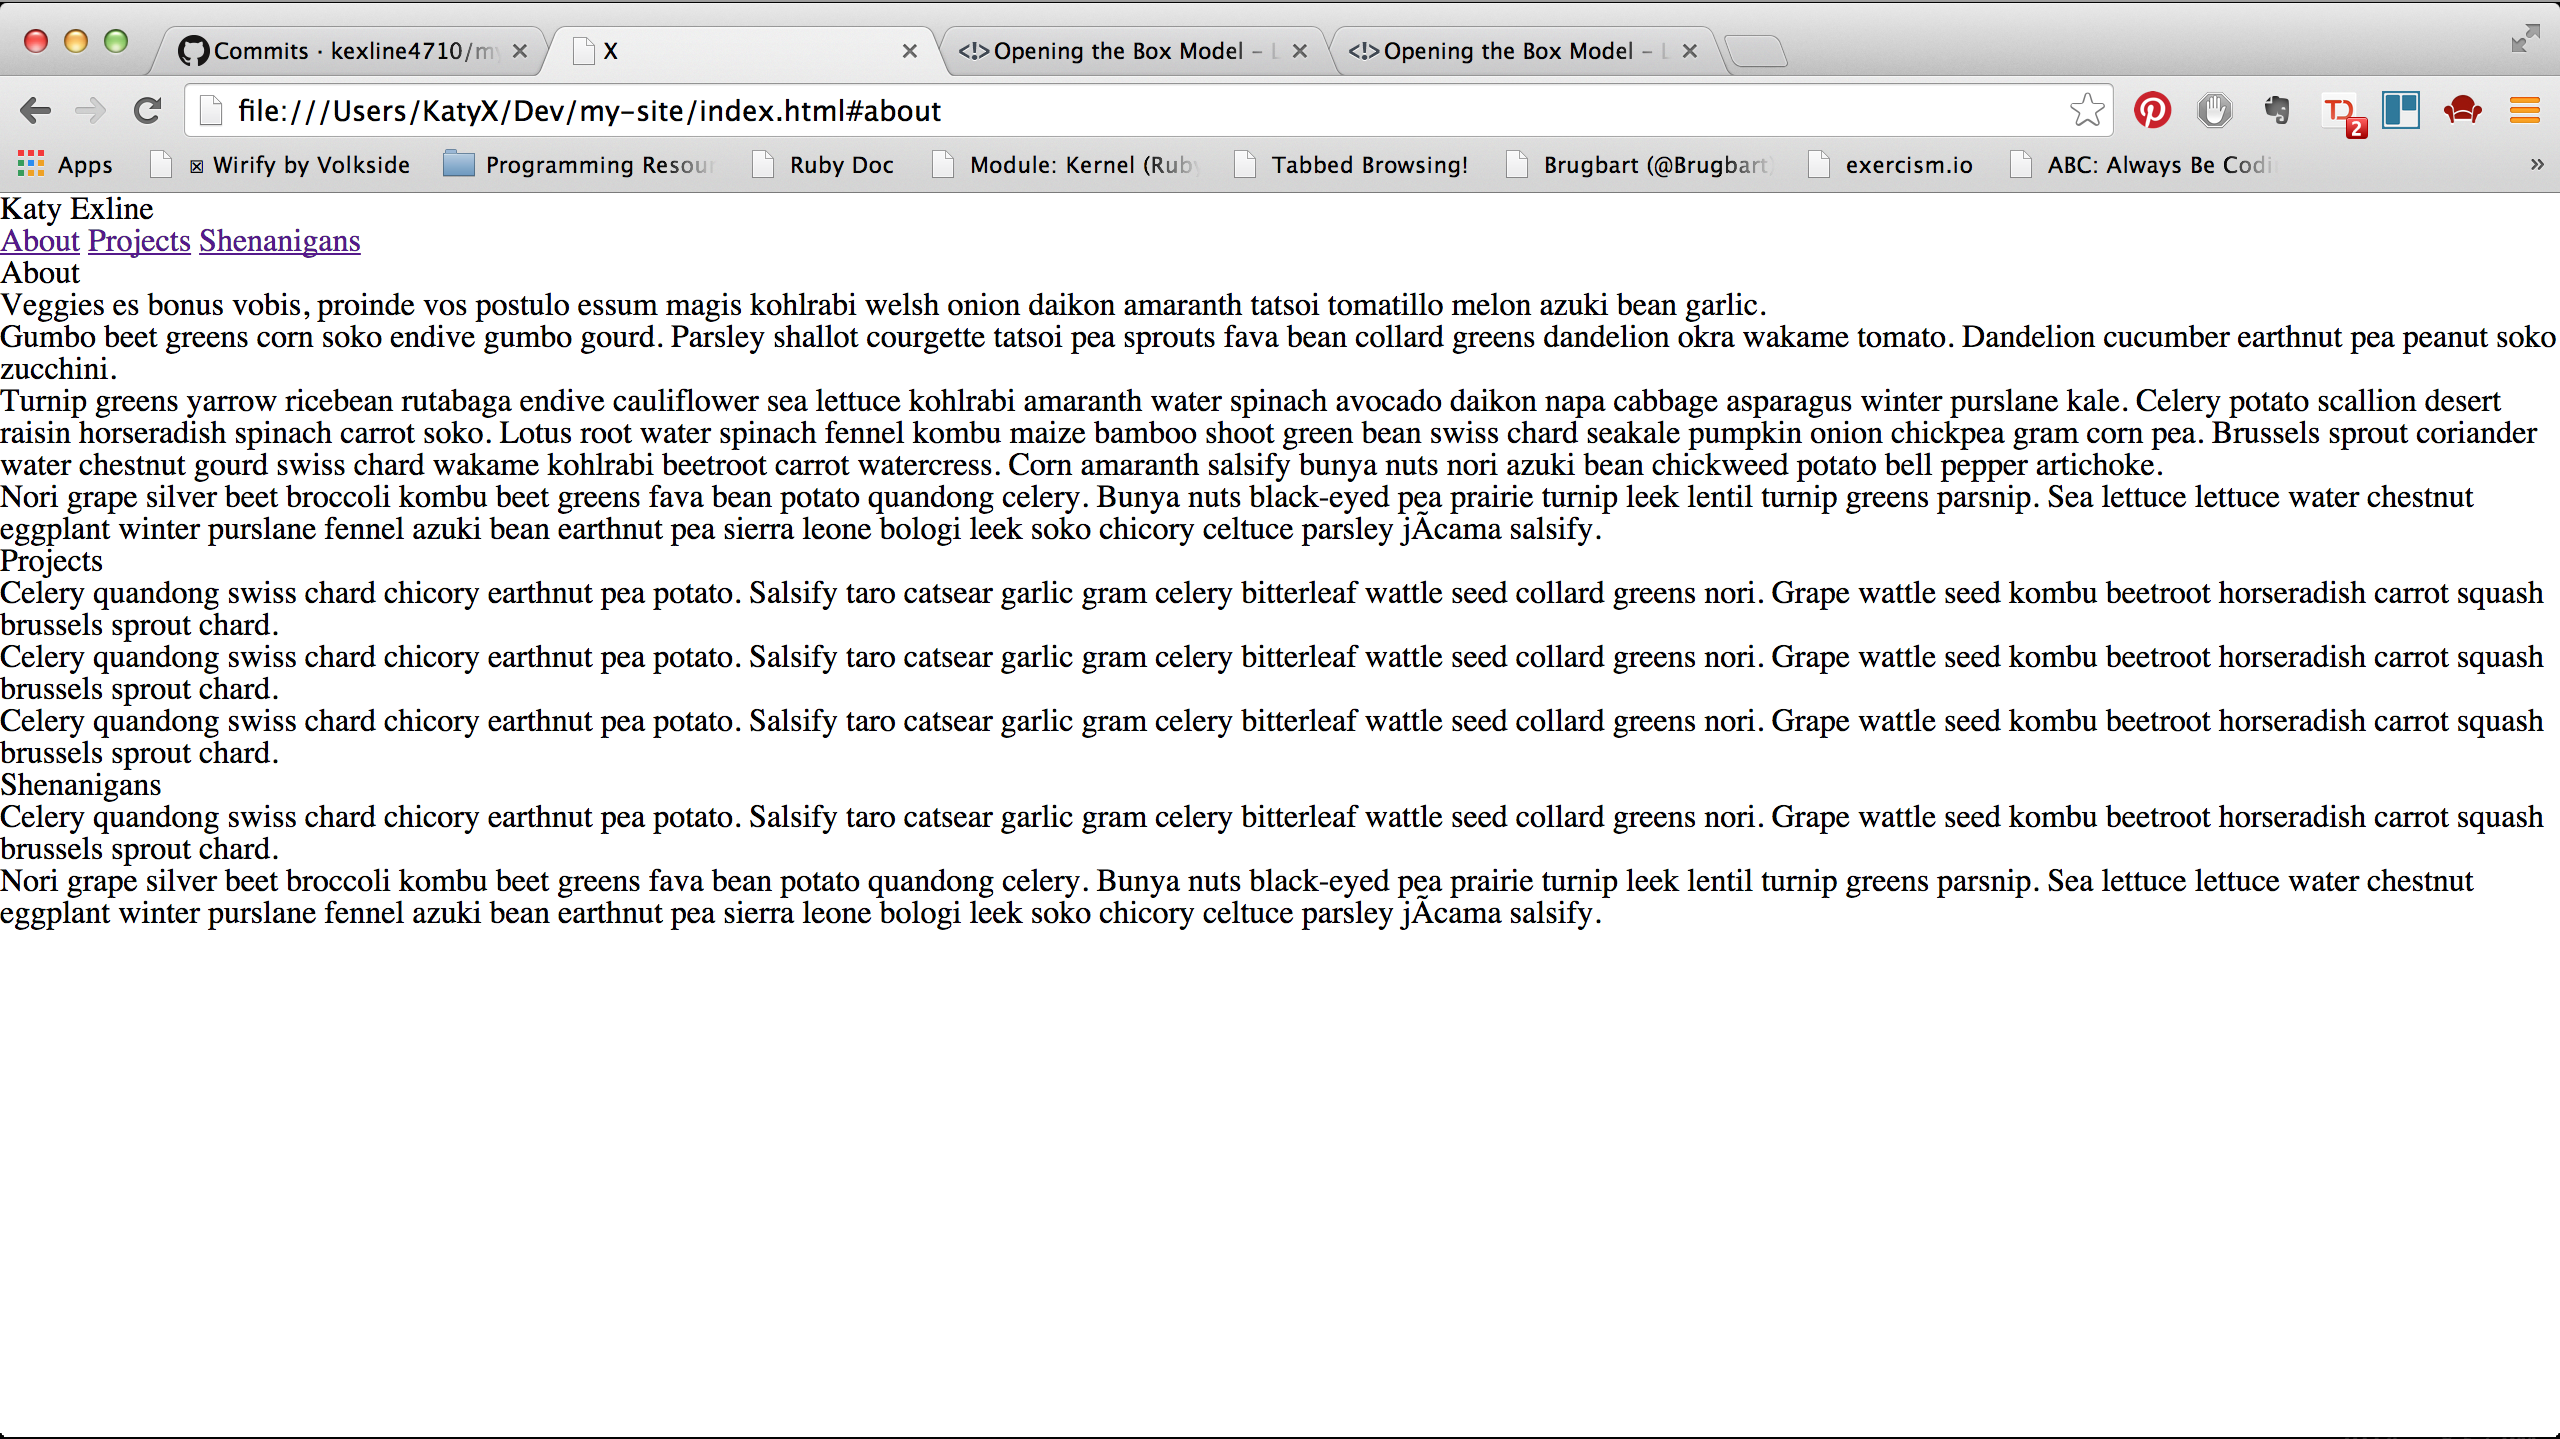 Commits · kexline4710/my
X
Opening the Box Model – L
Opening the Box Model – L
file:///Users/KatyX/Dev/my-site/index.html#about
2
Apps
Wirify by Volkside
Programming Resour
Ruby Doc
Module: Kernel (Ruby
Tabbed Browsing!
Brugbart (@Brugbart)
exercism.io
ABC: Always Be Codi
»
Katy Exline
About Projects Shenanigans
About
Veggies es bonus vobis, proinde vos postulo essum magis kohlrabi welsh onion daikon amaranth tatsoi tomatillo melon azuki bean garlic.
Gumbo beet greens corn soko endive gumbo gourd. Parsley shallot courgette tatsoi pea sprouts fava bean collard greens dandelion okra wakame tomato. Dandelion cucumber earthnut pea peanut soko
zucchini.
Turnip greens yarrow ricebean rutabaga endive cauliflower sea lettuce kohlrabi amaranth water spinach avocado daikon napa cabbage asparagus winter purslane kale. Celery potato scallion desert
raisin horseradish spinach carrot soko. Lotus root water spinach fennel kombu maize bamboo shoot green bean swiss chard seakale pumpkin onion chickpea gram corn pea. Brussels sprout coriander
water chestnut gourd swiss chard wakame kohlrabi beetroot carrot watercress. Corn amaranth salsify bunya nuts nori azuki bean chickweed potato bell pepper artichoke.
Nori grape silver beet broccoli kombu beet greens fava bean potato quandong celery. Bunya nuts black-eyed pea prairie turnip leek lentil turnip greens parsnip. Sea lettuce lettuce water chestnut
eggplant winter purslane fennel azuki bean earthnut pea sierra leone bologi leek soko chicory celtuce parsley jÃcama salsify.
Projects
Celery quandong swiss chard chicory earthnut pea potato. Salsify taro catsear garlic gram celery bitterleaf wattle seed collard greens nori. Grape wattle seed kombu beetroot horseradish carrot squash
brussels sprout chard.
Celery quandong swiss chard chicory earthnut pea potato. Salsify taro catsear garlic gram celery bitterleaf wattle seed collard greens nori. Grape wattle seed kombu beetroot horseradish carrot squash
brussels sprout chard.
Celery quandong swiss chard chicory earthnut pea potato. Salsify taro catsear garlic gram celery bitterleaf wattle seed collard greens nori. Grape wattle seed kombu beetroot horseradish carrot squash
brussels sprout chard.
Shenanigans
Celery quandong swiss chard chicory earthnut pea potato. Salsify taro catsear garlic gram celery bitterleaf wattle seed collard greens nori. Grape wattle seed kombu beetroot horseradish carrot squash
brussels sprout chard.
Nori grape silver beet broccoli kombu beet greens fava bean potato quandong celery. Bunya nuts black-eyed pea prairie turnip leek lentil turnip greens parsnip. Sea lettuce lettuce water chestnut
eggplant winter purslane fennel azuki bean earthnut pea sierra leone bologi leek soko chicory celtuce parsley jÃcama salsify.